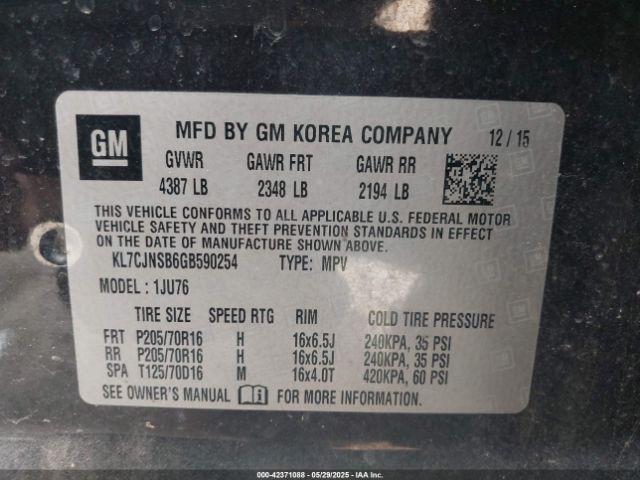 GM
MFD BY GM KOREA COMPANY 12/15
GVWR GAWR FRT GAWR RR
4387 LB 2348 LB 2194 LB
THIS VEHICLE CONFORMS TO ALL APPLICABLE U.S. FEDERAL MOTOR
VEHICLE SAFETY AND THEFT PREVENTION STANDARDS IN EFFECT
ON THE DATE OF MANUFACTURE SHOWN ABOVE.
KL7CJNSB6GB590254 TYPE: MPV
MODEL : 1JU76
TIRE SIZE SPEED RTG RIM COLD TIRE PRESSURE
FRT P205/70R16 H 16x6.5J 240KPA, 35 PSI
RR P205/70R16 H 16x6.5J 240KPA, 35 PSI
SPA T125/70D16 M 16x4.0T 420KPA, 60 PSI
SEE OWNER'S MANUAL FOR MORE INFORMATION.
000-42371088 05/29/2025 IAA Inc.